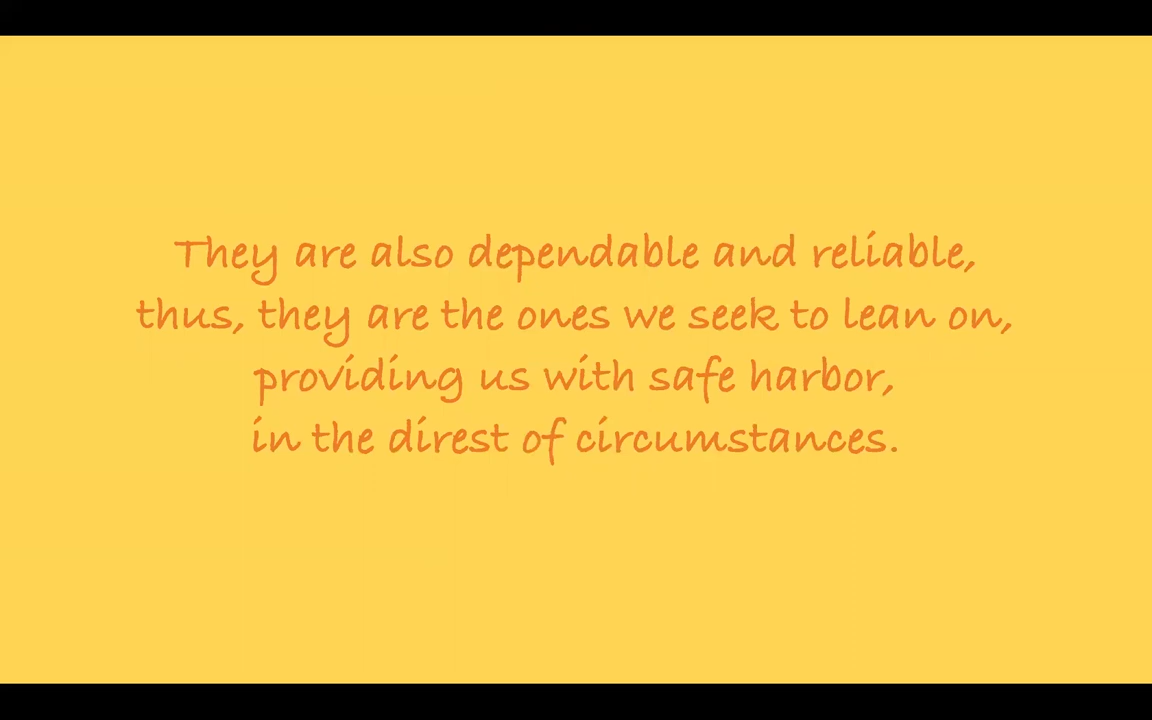 They are also dependable and reliable,
thus, they are the ones we seek to lean on,
providing us with safe harbor,
in the direst of circumstances.